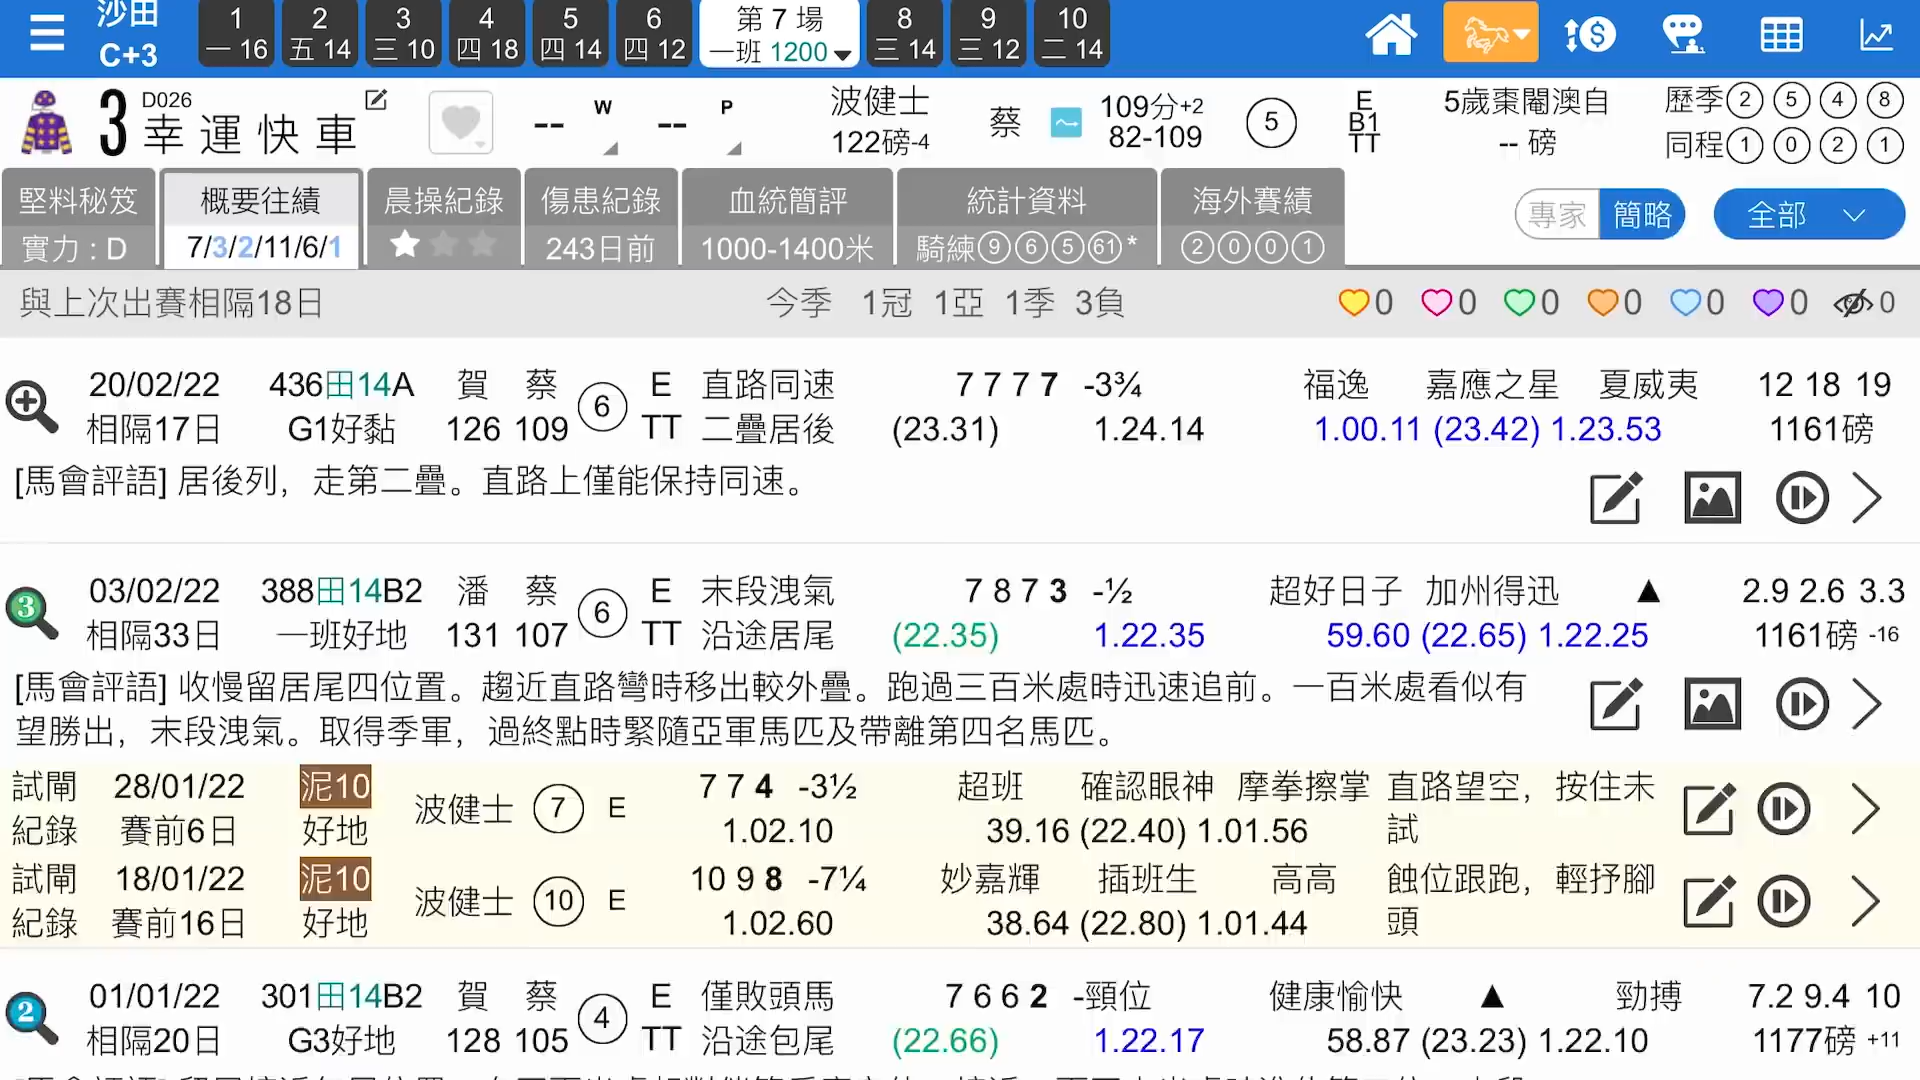 沙田
C+3
1 一 16
2 五 14
3 三 10
4 四 18
5 四 14
6 四 12
第 7 場 一班 1200
8 三 14
9 三 12
10 二 14
3 D026 幸運快車
-- W -- P
波健士 122磅-4
蔡
109分+2 82-109
5
E B1 TT
5歲棗閹澳自 -- 磅
歷季 2 5 4 8
同程 1 0 2 1
堅料秘笈 實力 : D
概要往績 7/3/2/11/6/1
晨操紀錄
傷患紀錄 243日前
血統簡評 1000-1400米
統計資料 騎練 9 6 5 61 *
海外賽績 2 0 0 1
專家 簡略
全部
與上次出賽相隔18日 今季 1冠 1亞 1季 3負 0 0 0 0 0 0 0
20/02/22 436田14A 賀 蔡 6 E 直路同速 7 7 7 7 -3¾ 福逸 嘉應之星 夏威夷 12 18 19
相隔17日 G1好黏 126 109 TT 二疊居後 (23.31) 1.24.14 1.00.11 (23.42) 1.23.53 1161磅
[馬會評語] 居後列，走第二疊。直路上僅能保持同速。
3 03/02/22 388田14B2 潘 蔡 6 E 末段洩氣 7 8 7 3 -½ 超好日子 加州得迅 ▲ 2.9 2.6 3.3
相隔33日 一班好地 131 107 TT 沿途居尾 (22.35) 1.22.35 59.60 (22.65) 1.22.25 1161磅 -16
[馬會評語] 收慢留居尾四位置。趨近直路彎時移出較外疊。跑過三百米處時迅速追前。一百米處看似有
望勝出，末段洩氣。取得季軍，過終點時緊隨亞軍馬匹及帶離第四名馬匹。
試閘 28/01/22 泥10 波健士 7 E 7 7 4 -3½ 超班 確認眼神 摩拳擦掌 直路望空，按住未
紀錄 賽前6日 好地 1.02.10 39.16 (22.40) 1.01.56 試
試閘 18/01/22 泥10 波健士 10 E 10 9 8 -7¼ 妙嘉輝 插班生 高高 蝕位跟跑，輕抒腳
紀錄 賽前16日 好地 1.02.60 38.64 (22.80) 1.01.44 頭
2 01/01/22 301田14B2 賀 蔡 4 E 僅敗頭馬 7 6 6 2 -頸位 健康愉快 ▲ 勁搏 7.2 9.4 10
相隔20日 G3好地 128 105 TT 沿途包尾 (22.66) 1.22.17 58.87 (23.23) 1.22.10 1177磅 +11